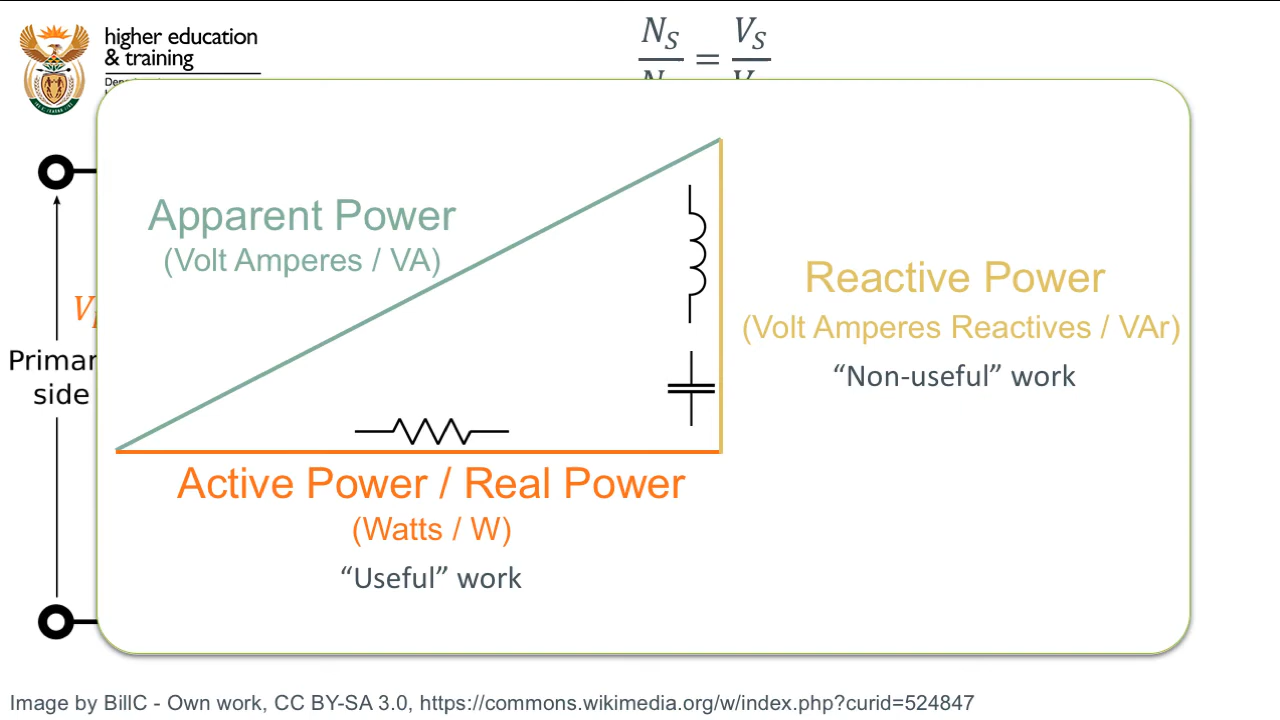 higher education
& training
N_S / = V_S /
Apparent Power
(Volt Amperes / VA)
Reactive Power
(Volt Amperes Reactives / VAr)
“Non-useful” work
V
side
Active Power / Real Power
(Watts / W)
“Useful” work
Image by BillC - Own work, CC BY-SA 3.0, https://commons.wikimedia.org/w/index.php?curid=524847